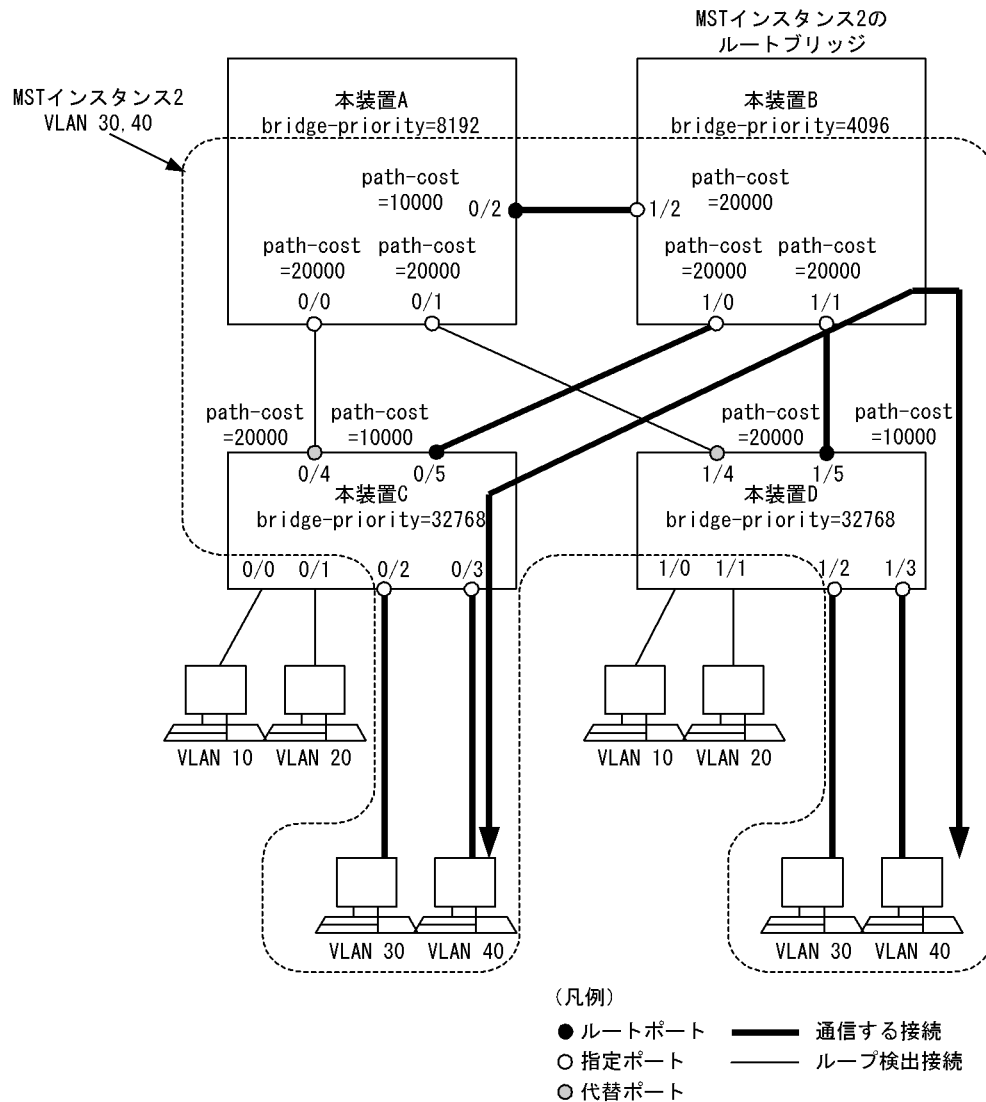 MSTインスタンス2の
ルートブリッジ
MSTインスタンス2
VLAN 30,40
本装置A
bridge-priority=8192
本装置B
bridge-priority=4096
path-cost
=10000
0/2
1/2
path-cost
=20000
path-cost
=20000
0/0
path-cost
=20000
0/1
path-cost
=20000
1/0
path-cost
=20000
1/1
path-cost
=20000
0/4
path-cost
=10000
0/5
path-cost
=20000
1/4
path-cost
=10000
1/5
本装置C
bridge-priority=32768
本装置D
bridge-priority=32768
0/0
0/1
0/2
0/3
1/0
1/1
1/2
1/3
VLAN 10
VLAN 20
VLAN 10
VLAN 20
VLAN 30
VLAN 40
VLAN 30
VLAN 40
(凡例)
ルートポート
通信する接続
指定ポート
ループ検出接続
代替ポート